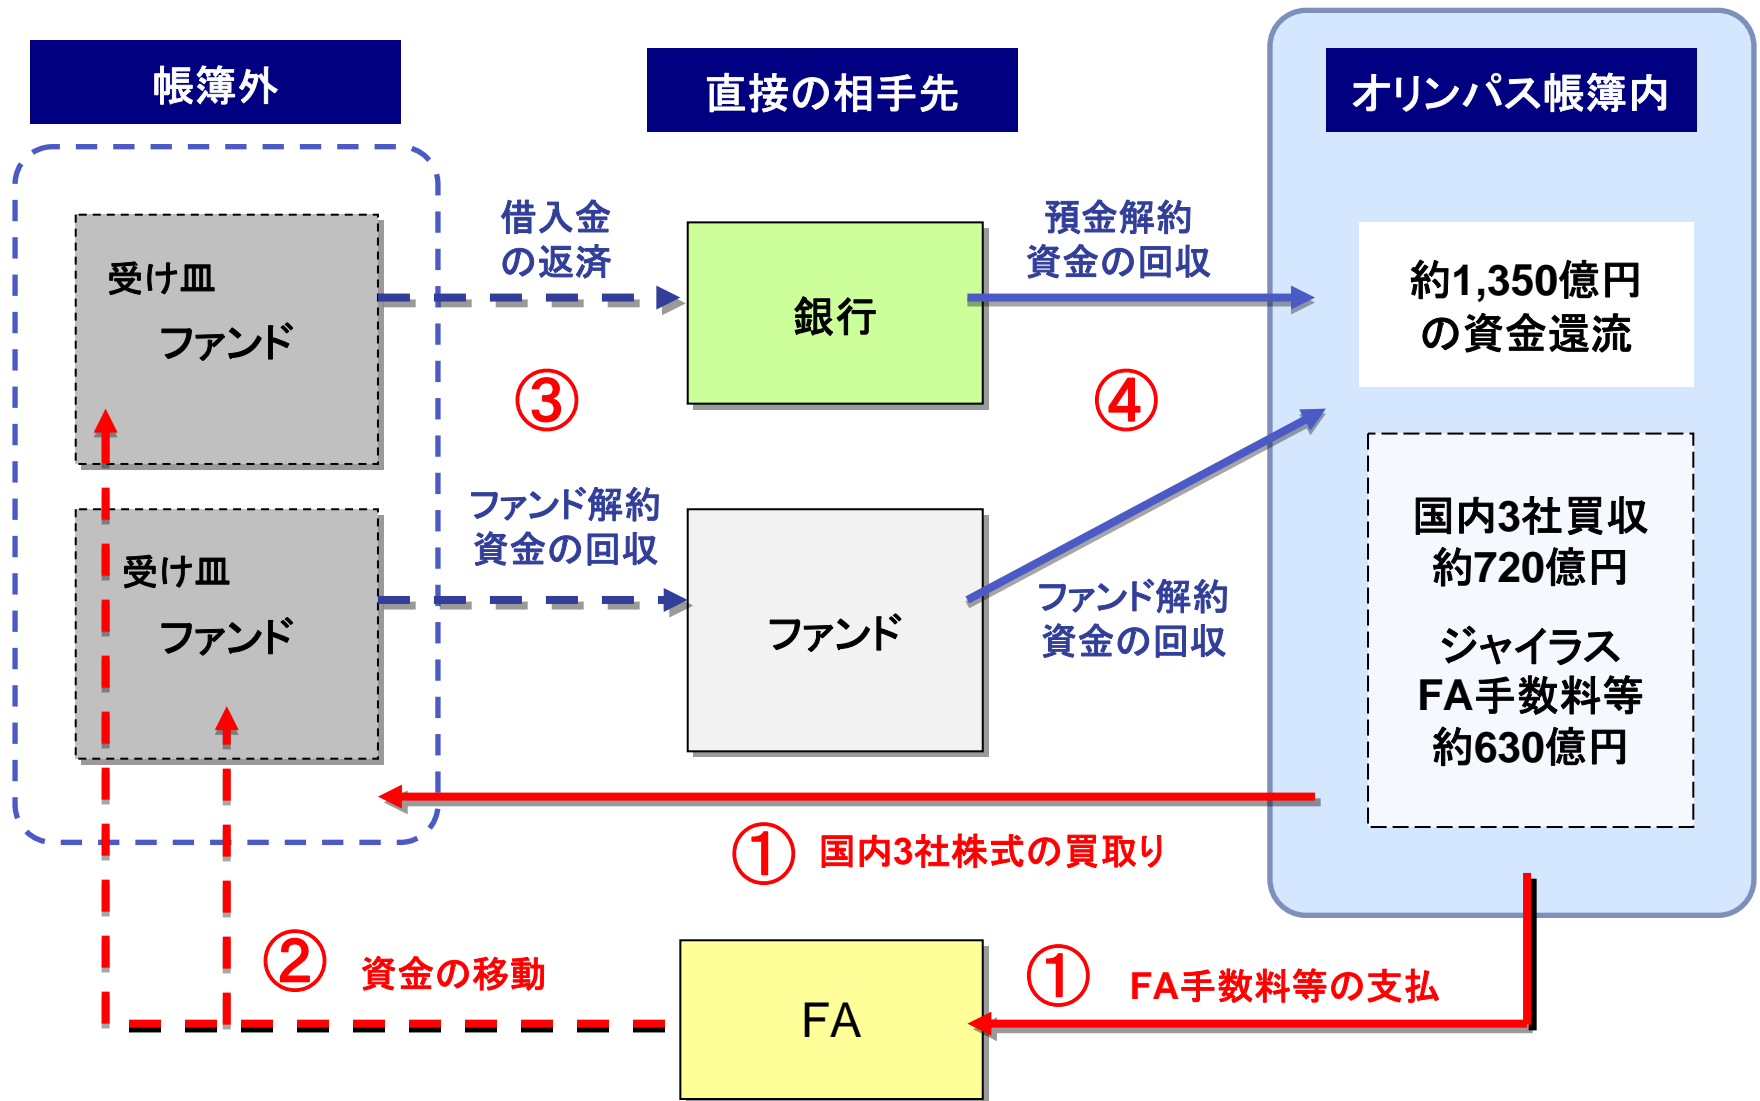 帳簿外
直接の相手先
オリンパス帳簿内
受け皿
ファンド
借入金
の返済
銀行
預金解約
資金の回収
約1,350億円
の資金還流
③
④
受け皿
ファンド
ファンド解約
資金の回収
ファンド
ファンド解約
資金の回収
国内3社買収
約720億円
ジャイラス
FA手数料等
約630億円
① 国内3社株式の買取り
② 資金の移動
FA
① FA手数料等の支払